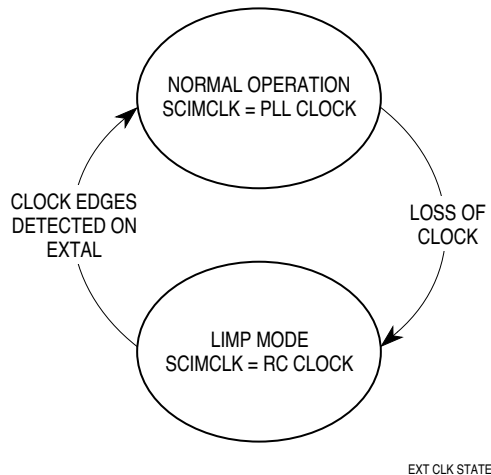 NORMAL OPERATION
SCIMCLK = PLL CLOCK
CLOCK EDGES
DETECTED ON
EXTAL
LOSS OF
CLOCK
LIMP MODE
SCIMCLK = RC CLOCK
EXT CLK STATE